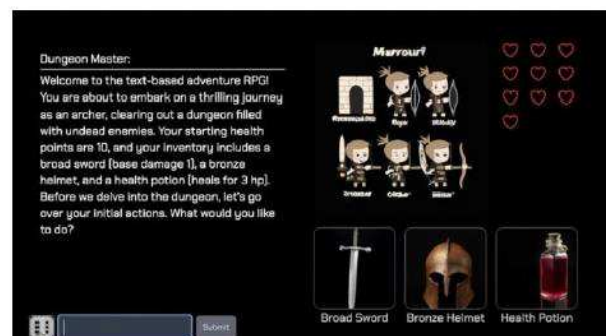 Dungeon Master:
Welcome to the text-based adventure RPG!
You are about to embark on a thrilling journey
as an archer, clearing out a dungeon filled
with undead enemies. Your starting health
points are 10, and your inventory includes a
broad sword (base damage 1), a bronze
helmet, and a health potion (heals for 3 hp).
Before we delve into the dungeon, let's go
over your initial actions. What would you like
to do?
Broad Sword
Bronze Helmet
Health Potion
Submit